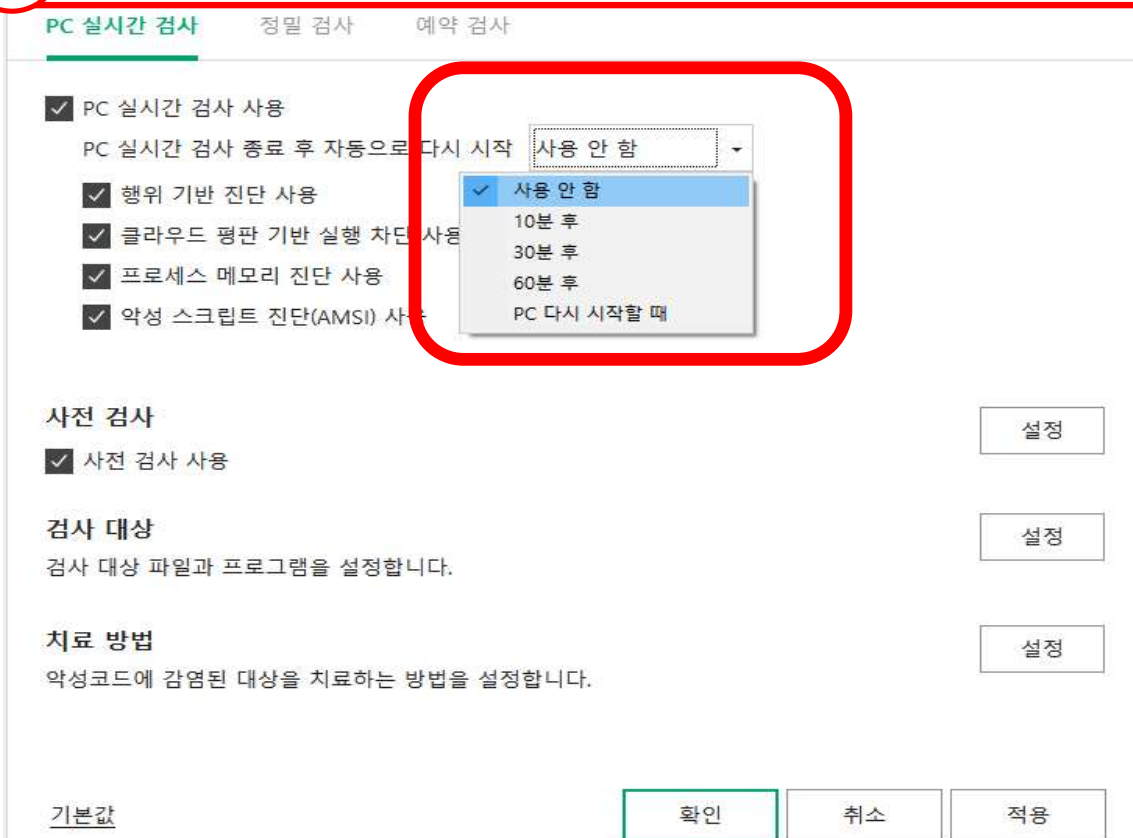 PC 실시간 검사 정밀 검사 예약 검사
PC 실시간 검사 사용
PC 실시간 검사 종료 후 자동으로 다시 시작 사용 안 함
사용 안 함
10분 후
30분 후
60분 후
PC 다시 시작할 때
행위 기반 진단 사용
클라우드 평판 기반 실행 차단 사용
프로세스 메모리 진단 사용
악성 스크립트 진단(AMSI) 사용
사전 검사
설정
사전 검사 사용
검사 대상
설정
검사 대상 파일과 프로그램을 설정합니다.
치료 방법
설정
악성코드에 감염된 대상을 치료하는 방법을 설정합니다.
기본값 확인 취소 적용